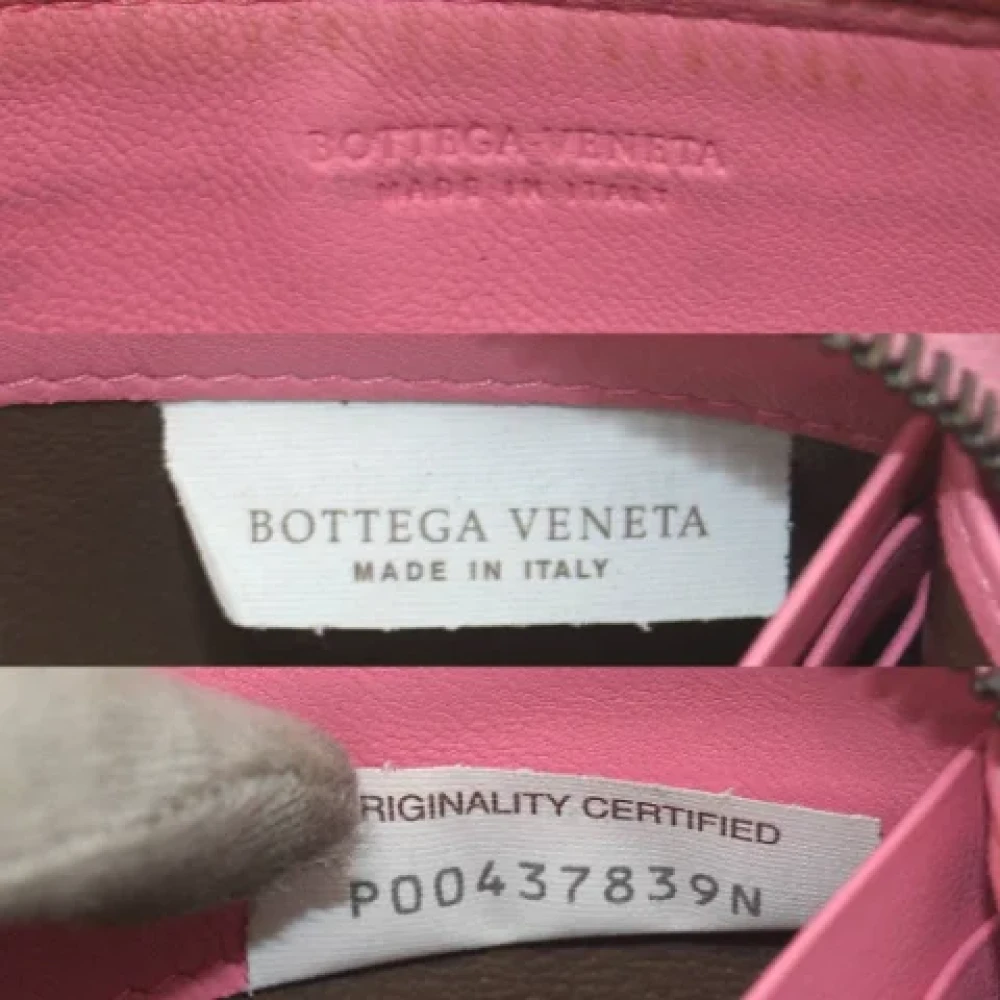 BOTTEGA VENETA
MADE IN ITALY
BOTTEGA VENETA
MADE IN ITALY
RIGINALITY CERTIFIED
P00437839N